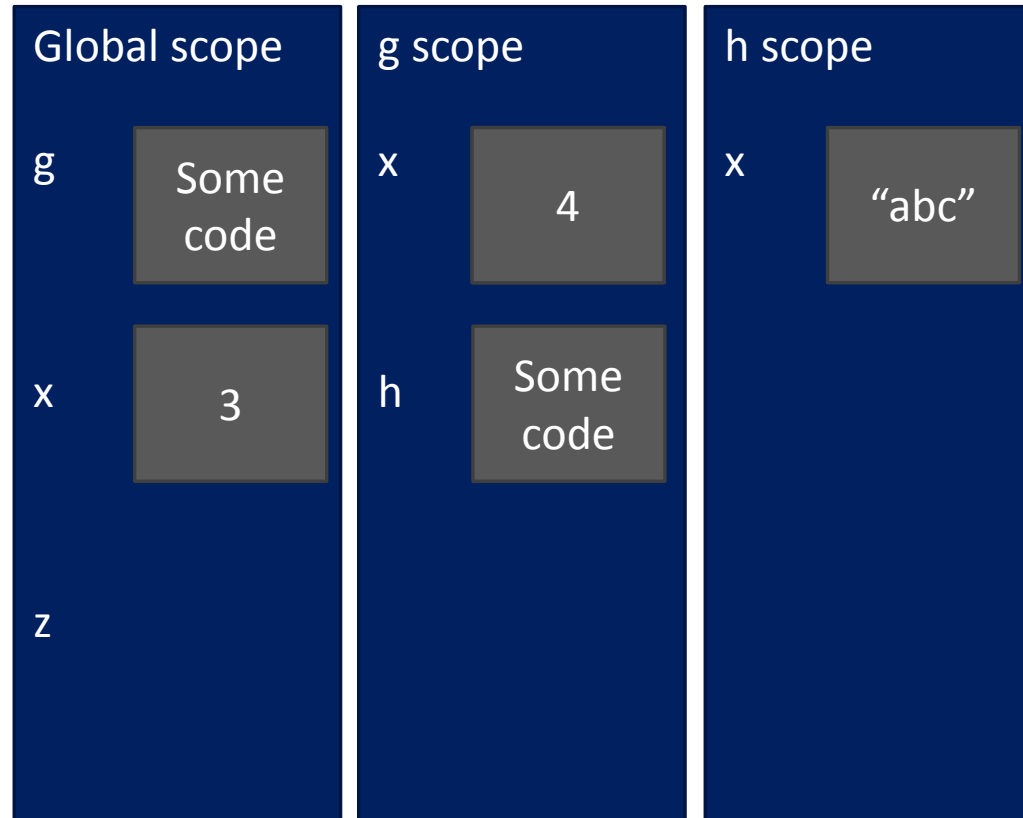 Global scope
g
Some
code
x
3
z
g scope
x
4
h
Some
code
h scope
x
“abc”